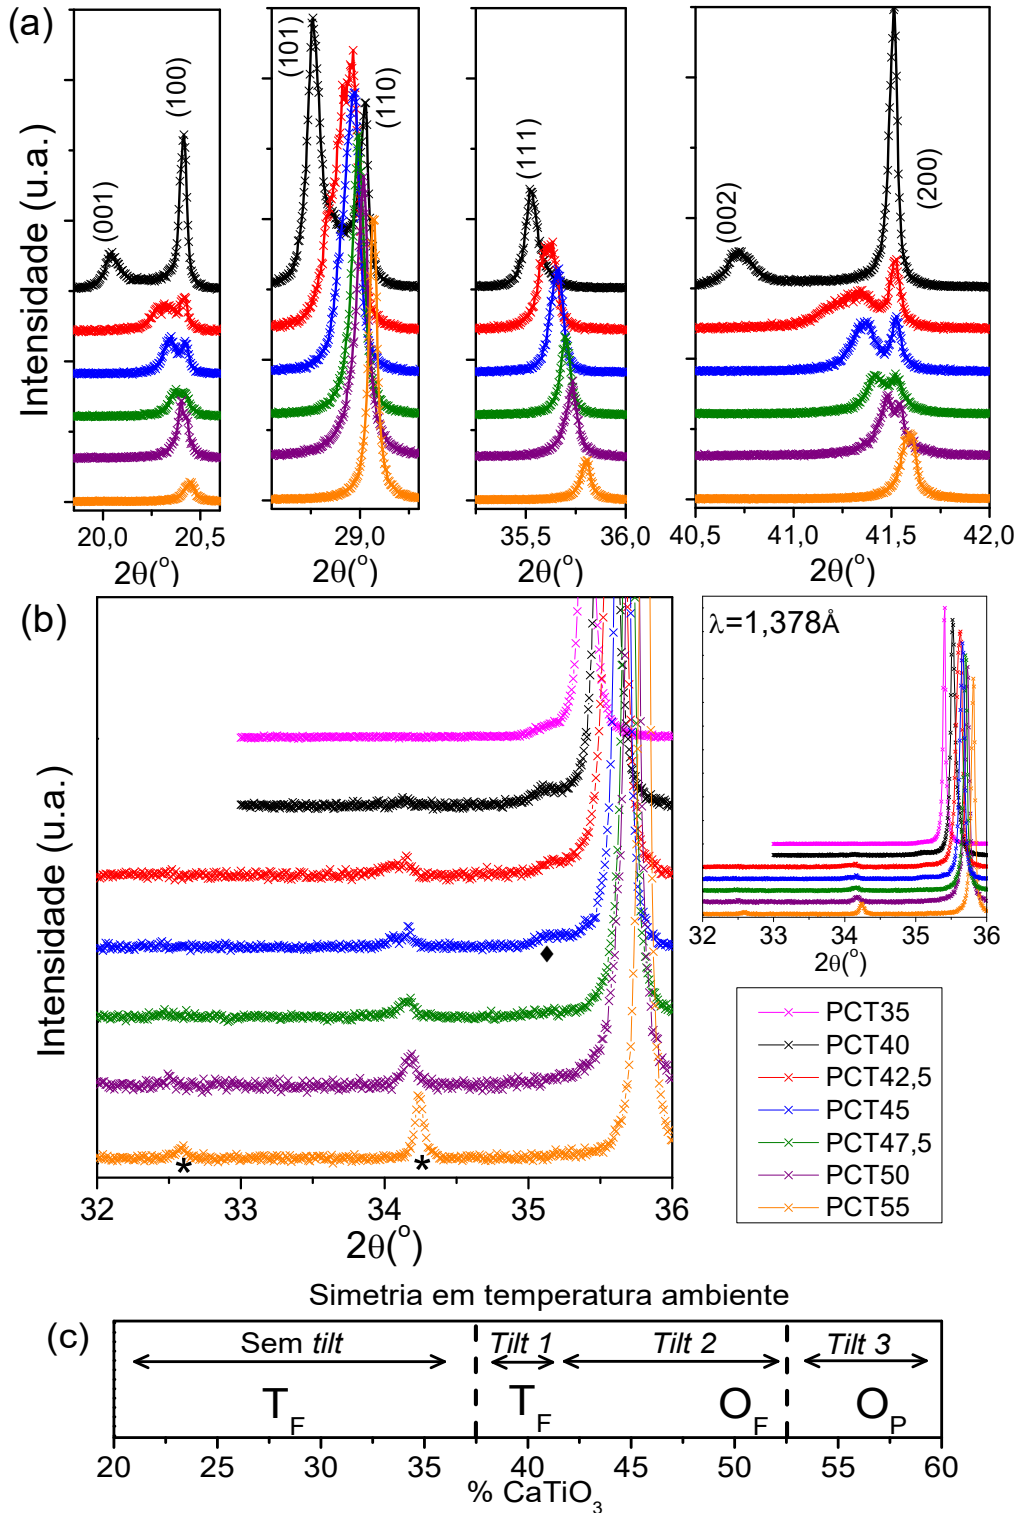 (a)
Intensidade (u.a.)
(001)
(100)
(101)
(110)
(111)
(002)
(200)
20,0 20,5
29,0
35,5 36,0
40,5 41,0 41,5 42,0
2θ(°)
2θ(°)
2θ(°)
2θ(°)
(b)
Intensidade (u.a.)
♦
*
*
32 33 34 35 36
2θ(°)
λ=1,378Å
32 33 34 35 36
2θ(°)
PCT35
PCT40
PCT42,5
PCT45
PCT47,5
PCT50
PCT55
Simetria em temperatura ambiente
(c)
Sem tilt
Tilt 1
Tilt 2
Tilt 3
T_F
T_F
O_F
O_P
20 25 30 35 40 45 50 55 60
% CaTiO₃